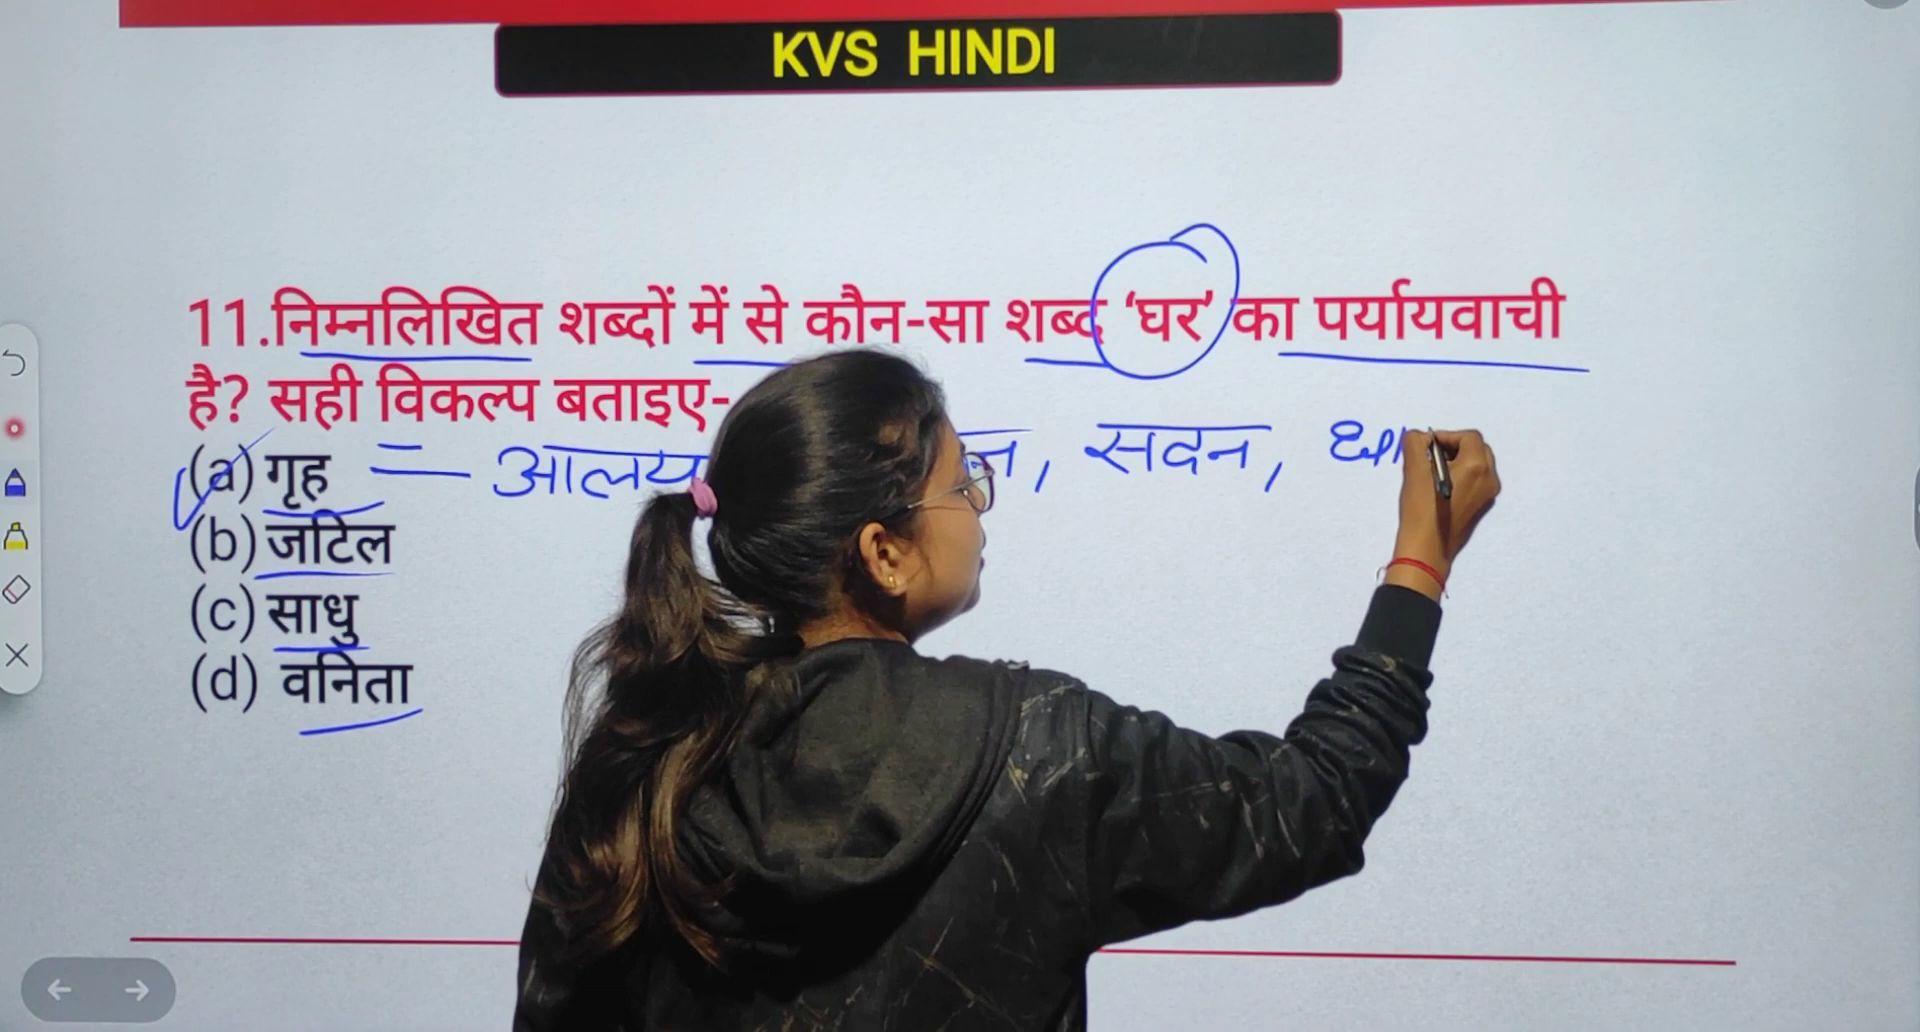 KVS HINDI
11.निम्नलिखित शब्दों में से कौन-सा शब्द 'घर' का पर्यायवाची
है? सही विकल्प बताइए-
(a) गृह = आलय , सदन,
(b) जटिल
(c) साधु
(d) वनिता